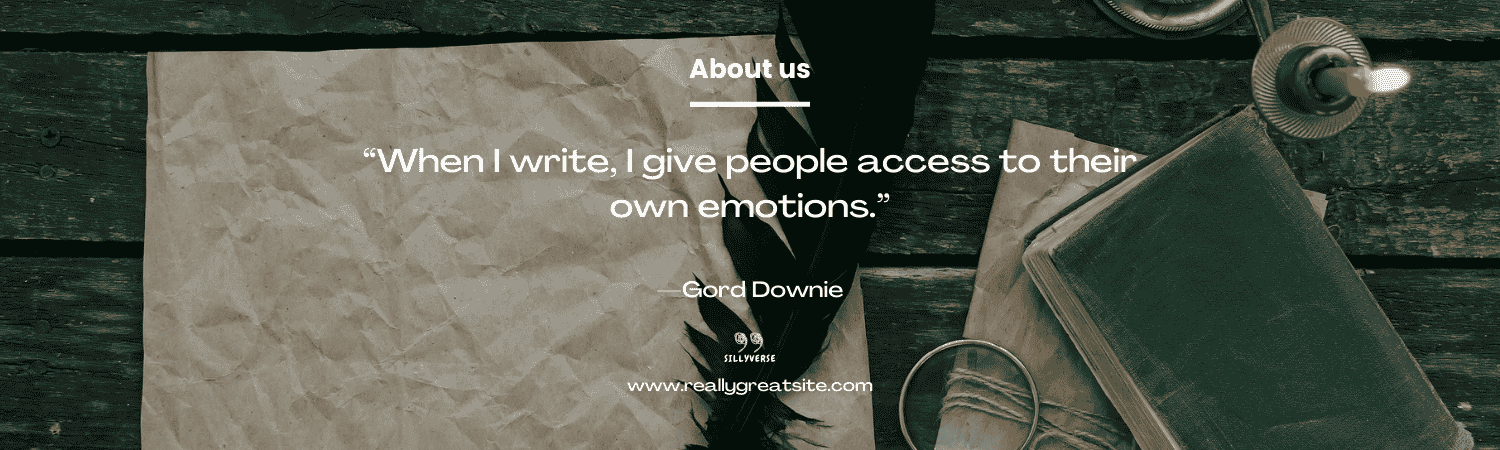 About us
“When I write, I give people access to their
own emotions.”
—Gord Downie
SILLYVERSE
www.reallygreatsite.com